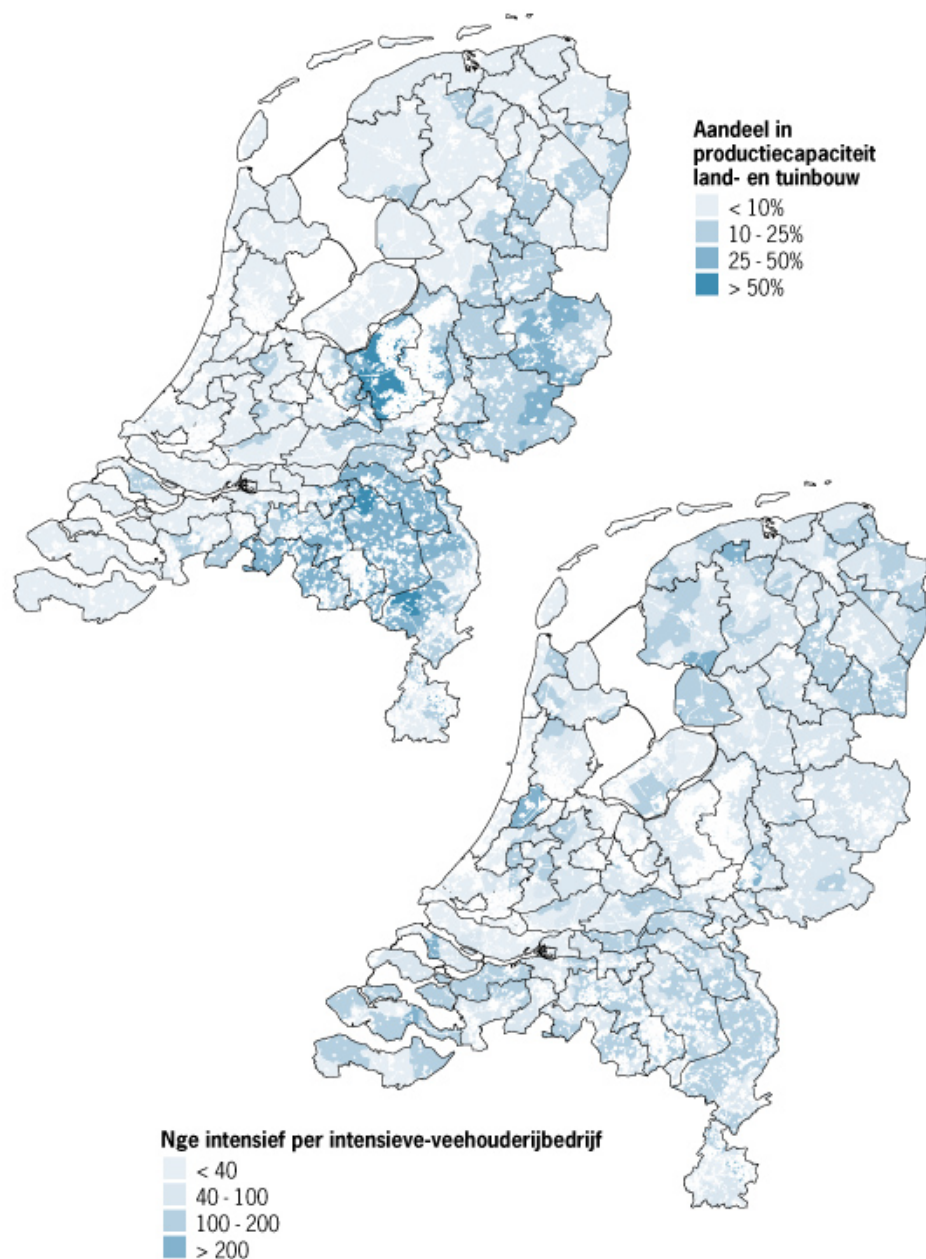 Aandeel in
productiecapaciteit
land- en tuinbouw
< 10%
10 - 25%
25 - 50%
> 50%
Nge intensief per intensieve-veehouderijbedrijf
< 40
40 - 100
100 - 200
> 200